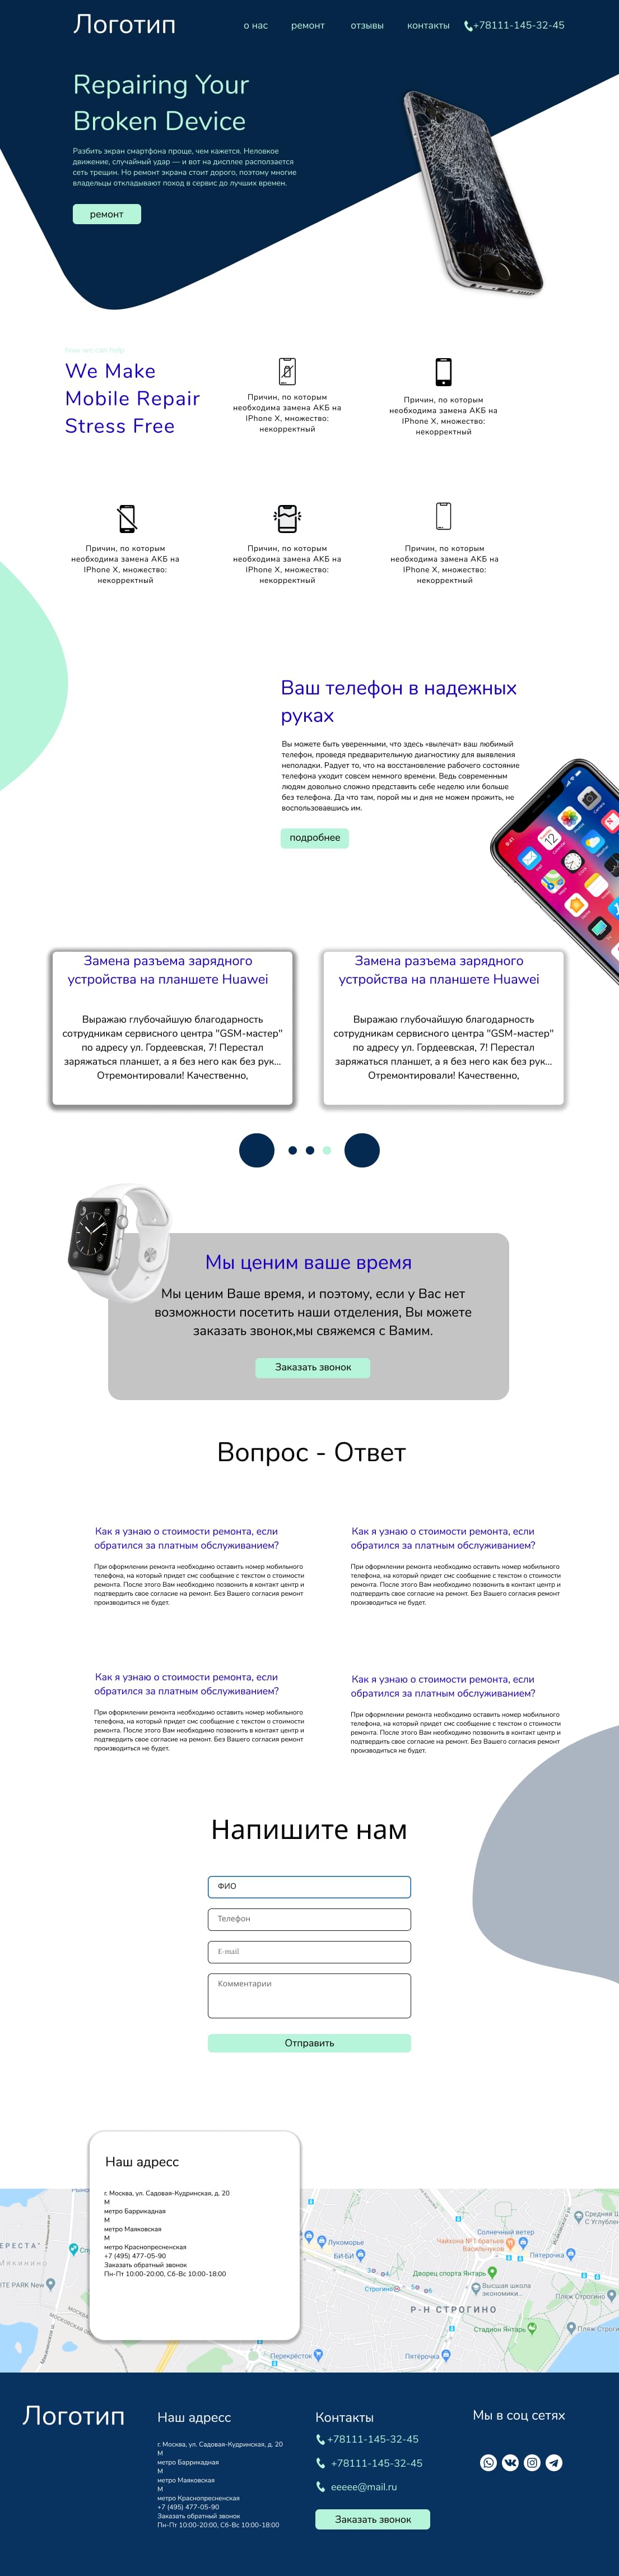 Логотип
о нас ремонт отзывы контакты +78111-145-32-45
Repairing Your
Broken Device
Разбить экран смартфона проще, чем кажется. Неловкое
движение, случайный удар — и вот на дисплее расползается
сеть трещин. Но ремонт экрана стоит дорого, поэтому многие
владельцы откладывают поход в сервис до лучших времен.
ремонт
how we can help
We Make
Mobile Repair
Stress Free
Причин, по которым
необходима замена АКБ на
IPhone X, множество:
некорректный
Причин, по которым
необходима замена АКБ на
IPhone X, множество:
некорректный
Причин, по которым
необходима замена АКБ на
IPhone X, множество:
некорректный
Причин, по которым
необходима замена АКБ на
IPhone X, множество:
некорректный
Причин, по которым
необходима замена АКБ на
IPhone X, множество:
некорректный
Ваш телефон в надежных
руках
Вы можете быть уверенными, что здесь «вылечат» ваш любимый
телефон, проведя предварительную диагностику для выявления
неполадки. Радует то, что на восстановление рабочего состояние
телефона уходит совсем немного времени. Ведь современным
людям довольно сложно представить себе неделю или больше
без телефона. Да что там, порой мы и дня не можем прожить, не
воспользовавшись им.
подробнее
Замена разъема зарядного
устройства на планшете Huawei
Выражаю глубочайшую благодарность
сотрудникам сервисного центра "GSM-мастер"
по адресу ул. Гордеевская, 7! Перестал
заряжаться планшет, а я без него как без рук...
Отремонтировали! Качественно,
Замена разъема зарядного
устройства на планшете Huawei
Выражаю глубочайшую благодарность
сотрудникам сервисного центра "GSM-мастер"
по адресу ул. Гордеевская, 7! Перестал
заряжаться планшет, а я без него как без рук...
Отремонтировали! Качественно,
Мы ценим ваше время
Мы ценим Ваше время, и поэтому, если у Вас нет
возможности посетить наши отделения, Вы можете
заказать звонок,мы свяжемся с Вамим.
Заказать звонок
Вопрос - Ответ
Как я узнаю о стоимости ремонта, если
обратился за платным обслуживанием?
При оформлении ремонта необходимо оставить номер мобильного
телефона, на который придет смс сообщение с текстом о стоимости
ремонта. После этого Вам необходимо позвонить в контакт центр и
подтвердить свое согласие на ремонт. Без Вашего согласия ремонт
производиться не будет.
Как я узнаю о стоимости ремонта, если
обратился за платным обслуживанием?
При оформлении ремонта необходимо оставить номер мобильного
телефона, на который придет смс сообщение с текстом о стоимости
ремонта. После этого Вам необходимо позвонить в контакт центр и
подтвердить свое согласие на ремонт. Без Вашего согласия ремонт
производиться не будет.
Как я узнаю о стоимости ремонта, если
обратился за платным обслуживанием?
При оформлении ремонта необходимо оставить номер мобильного
телефона, на который придет смс сообщение с текстом о стоимости
ремонта. После этого Вам необходимо позвонить в контакт центр и
подтвердить свое согласие на ремонт. Без Вашего согласия ремонт
производиться не будет.
Как я узнаю о стоимости ремонта, если
обратился за платным обслуживанием?
При оформлении ремонта необходимо оставить номер мобильного
телефона, на который придет смс сообщение с текстом о стоимости
ремонта. После этого Вам необходимо позвонить в контакт центр и
подтвердить свое согласие на ремонт. Без Вашего согласия ремонт
производиться не будет.
Напишите нам
ФИО
Телефон
E-mail
Комментарии
Отправить
Наш адресс
г. Москва, ул. Садовая-Кудринская, д. 20
М
метро Баррикадная
М
метро Маяковская
М
метро Краснопресненская
+7 (495) 477-05-90
Заказать обратный звонок
Пн-Пт 10:00-20:00, Сб-Вс 10:00-18:00
Лукоморье
БИ-БИ
Солнечный ветер
Чайхона № 1 братьев
Васильчуков
Пятёрочка
Средняя
С Углублен
Дворец спорта Янтарь
Строгино
Высшая школа
экономики...
Пляж Строгино
Р-Н СТРОГИНО
Стадион Янтарь
Перекрёсток
Пятёрочка
ITE PARK New
Логотип
Наш адресс
г. Москва, ул. Садовая-Кудринская, д. 20
М
метро Баррикадная
М
метро Маяковская
М
метро Краснопресненская
+7 (495) 477-05-90
Заказать обратный звонок
Пн-Пт 10:00-20:00, Сб-Вс 10:00-18:00
Контакты
+78111-145-32-45
+78111-145-32-45
eeeee@mail.ru
Заказать звонок
Мы в соц сетях